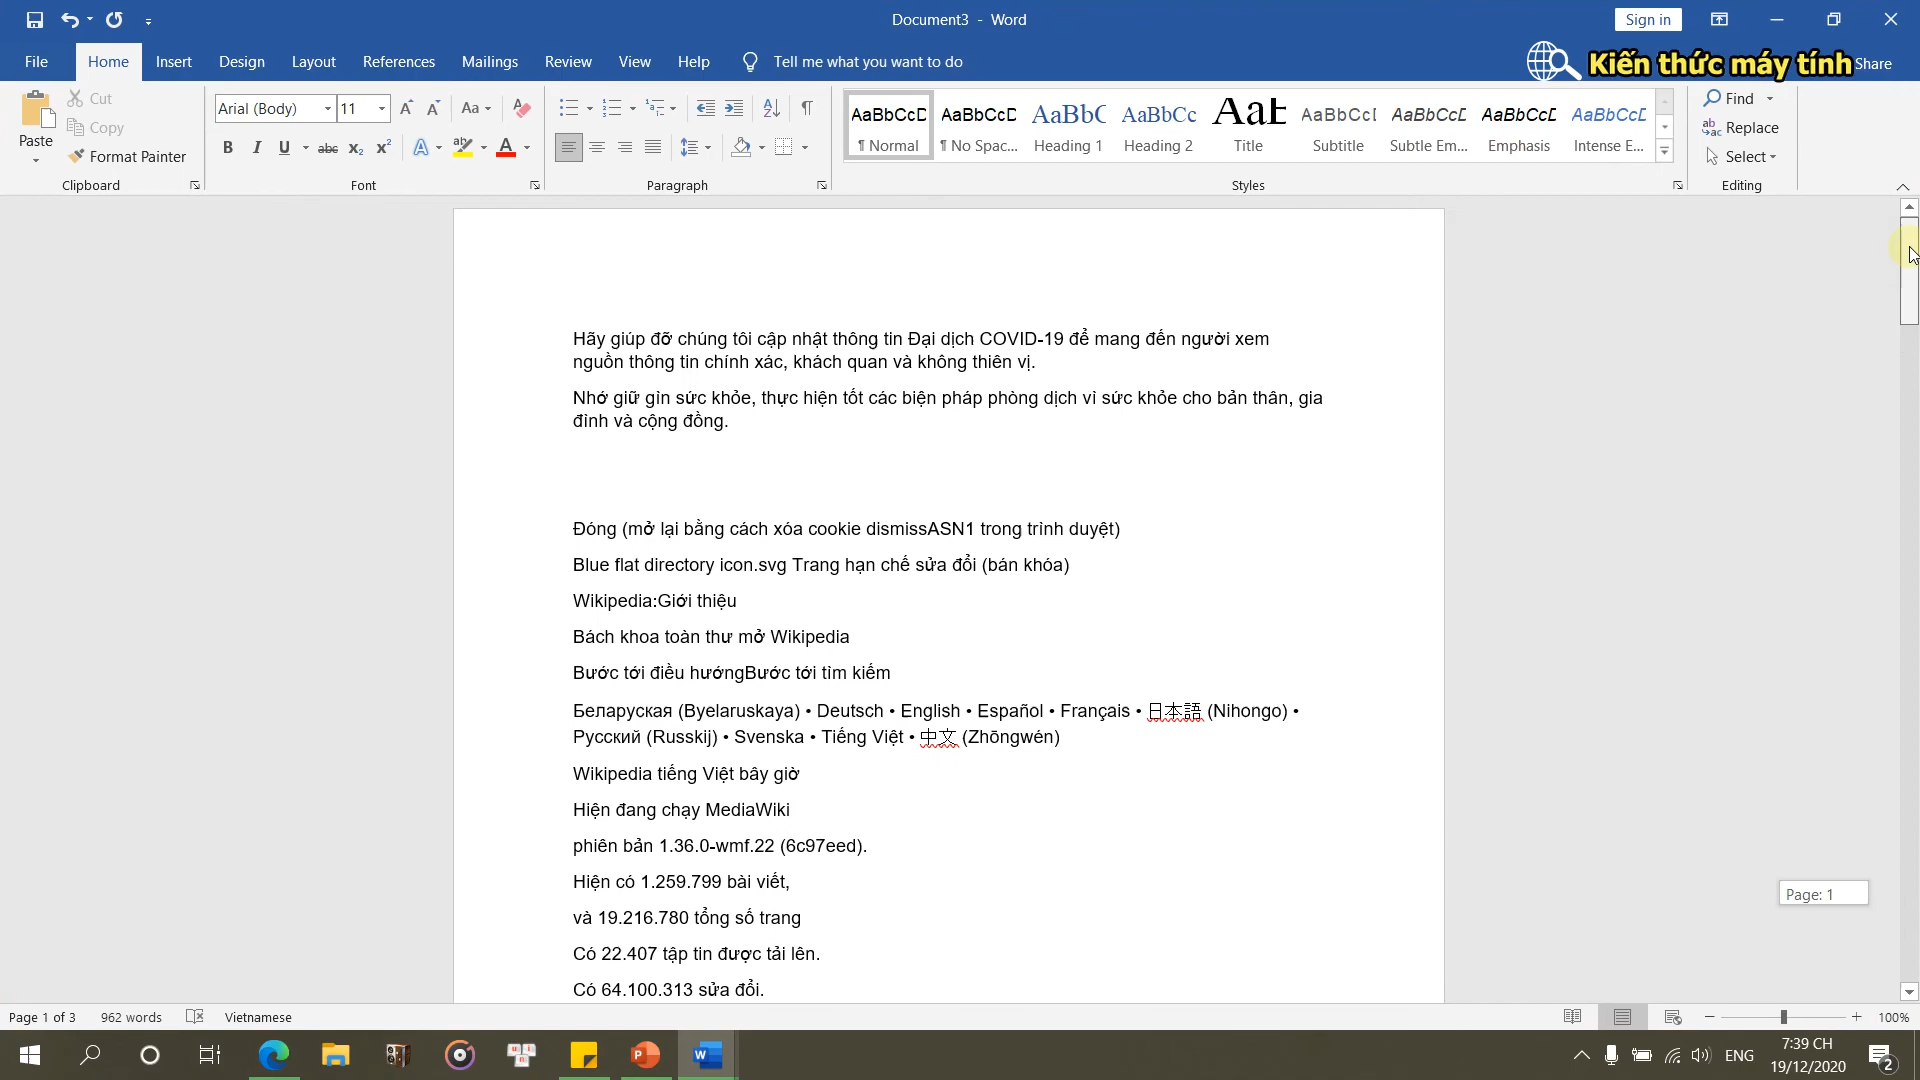 Document3 - Word
Sign in
File Home Insert Design Layout References Mailings Review View Help Tell me what you want to do
Kiến thức máy tính
Share
Paste
Cut
Copy
Format Painter
Clipboard
Arial (Body) 11
Font
Paragraph
AaBbCcD AaBbCcD AaBbC AaBbCc AaB AaBbCcD AaBbCcD AaBbCcD AaBbCcD
¶ Normal ¶ No Spac... Heading 1 Heading 2 Title Subtitle Subtle Em... Emphasis Intense E...
Styles
Find
Replace
Select
Editing
Hãy giúp đỡ chúng tôi cập nhật thông tin Đại dịch COVID-19 để mang đến người xem
nguồn thông tin chính xác, khách quan và không thiên vị.
Nhớ giữ gìn sức khỏe, thực hiện tốt các biện pháp phòng dịch vì sức khỏe cho bản thân, gia
đình và cộng đồng.
Đóng (mở lại bằng cách xóa cookie dismissASN1 trong trình duyệt)
Blue flat directory icon.svg Trang hạn chế sửa đổi (bán khóa)
Wikipedia:Giới thiệu
Bách khoa toàn thư mở Wikipedia
Bước tới điều hướngBước tới tìm kiếm
Беларуская (Byelaruskaya) • Deutsch • English • Español • Français • 日本語 (Nihongo) •
Русский (Russkij) • Svenska • Tiếng Việt • 中文 (Zhōngwén)
Wikipedia tiếng Việt bây giờ
Hiện đang chạy MediaWiki
phiên bản 1.36.0-wmf.22 (6c97eed).
Hiện có 1.259.799 bài viết,
và 19.216.780 tổng số trang
Có 22.407 tập tin được tải lên.
Có 64.100.313 sửa đổi.
Page: 1
Page 1 of 3 962 words Vietnamese
100%
ENG
7:39 CH
19/12/2020
2